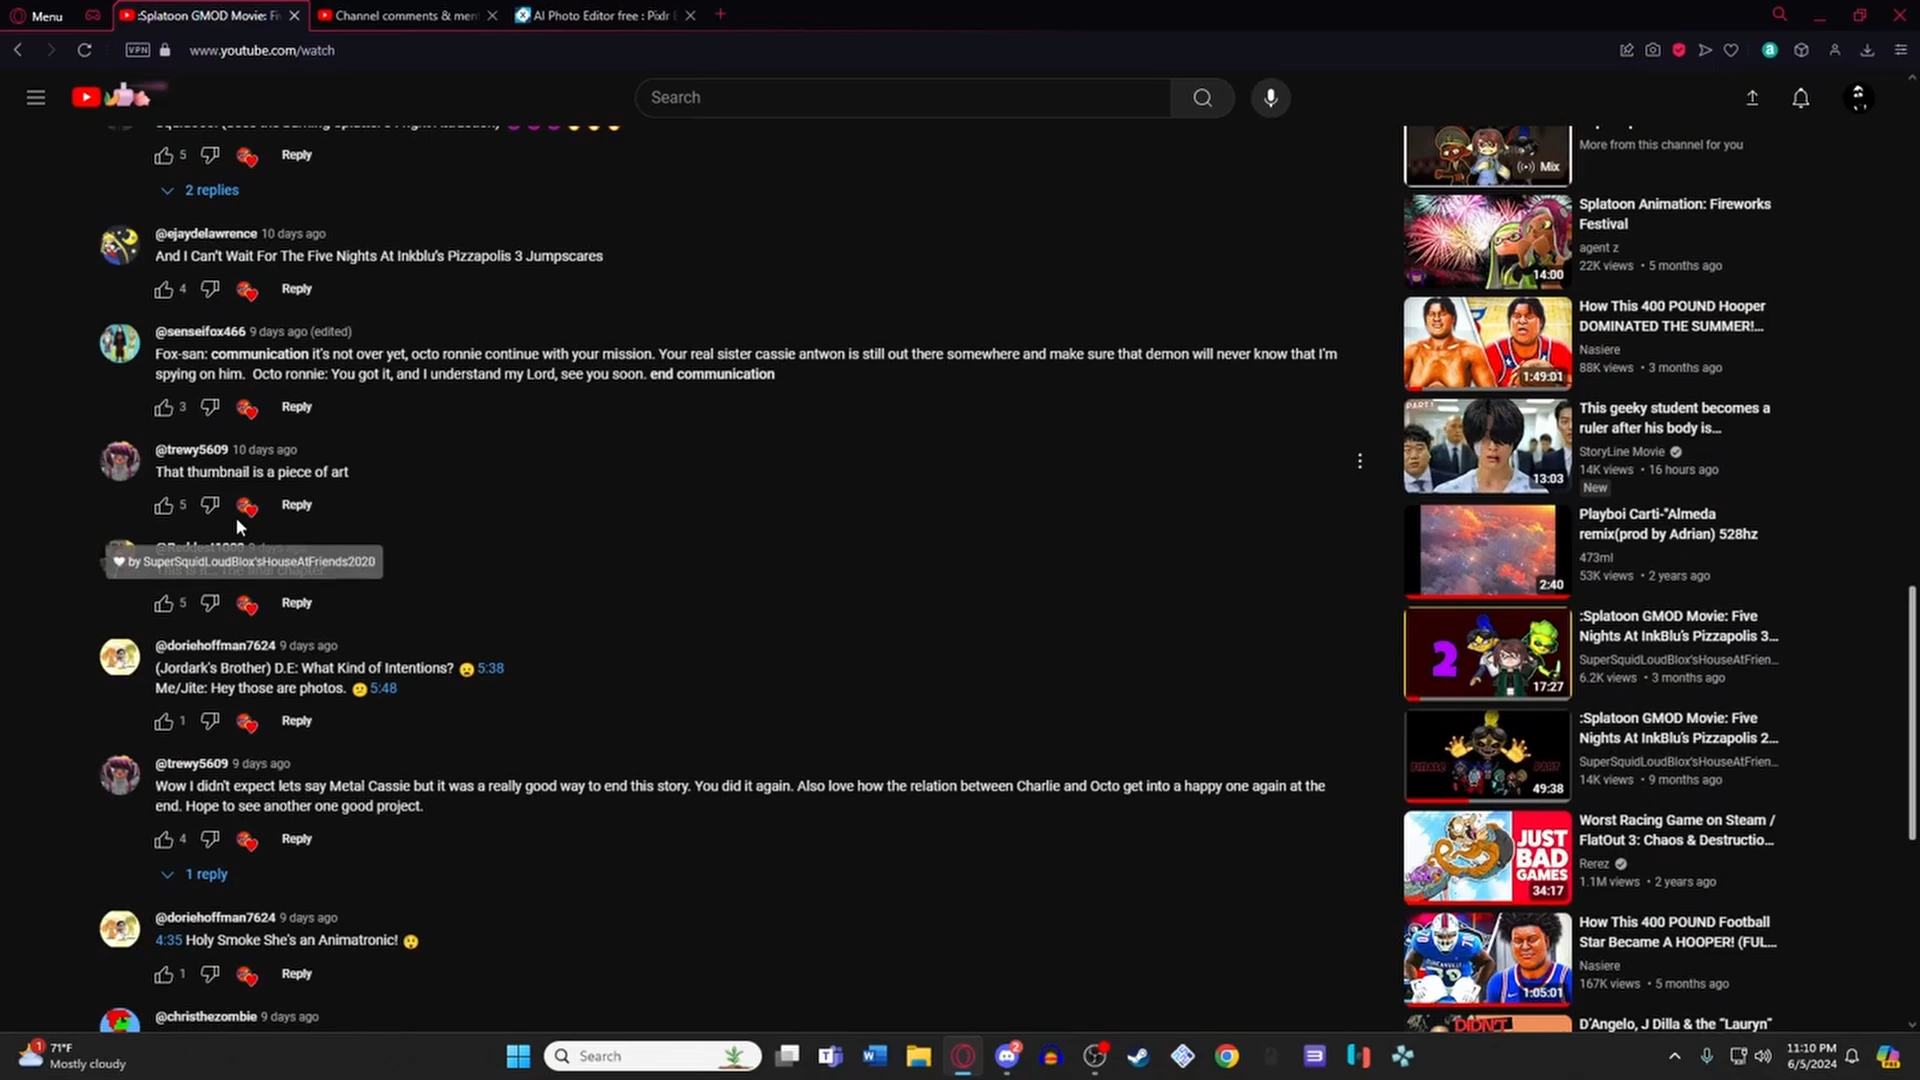 Menu
:Splatoon GMOD Movie: Fi
Channel comments & men
AI Photo Editor free : Pixlr E
VPN
www.youtube.com/watch
Search
5
Reply
2 replies
@ejaydelawrence 10 days ago
And I Can't Wait For The Five Nights At Inkblu's Pizzapolis 3 Jumpscares
4
Reply
@senseifox466 9 days ago (edited)
Fox-san: communication it's not over yet, octo ronnie continue with your mission. Your real sister cassie antwon is still out there somewhere and make sure that demon will never know that I'm
spying on him. Octo ronnie: You got it, and I understand my Lord, see you soon. end communication
3
Reply
@trewy5609 10 days ago
That thumbnail is a piece of art
5
Reply
@Reddest1000 9 days ago
♥ by SuperSquidLoudBlox'sHouseAtFriends2020
This is it... The final chapter
5
Reply
@doriehoffman7624 9 days ago
(Jordark's Brother) D.E: What Kind of Intentions? 😦 5:38
Me/Jite: Hey those are photos. 😕 5:48
1
Reply
@trewy5609 9 days ago
Wow I didn't expect lets say Metal Cassie but it was a really good way to end this story. You did it again. Also love how the relation between Charlie and Octo get into a happy one again at the
end. Hope to see another one good project.
4
Reply
1 reply
@doriehoffman7624 9 days ago
4:35 Holy Smoke She's an Animatronic! 😲
1
Reply
@christhezombie 9 days ago
Mix
More from this channel for you
Splatoon Animation: Fireworks
Festival
agent z
22K views • 5 months ago
14:00
How This 400 POUND Hooper
DOMINATED THE SUMMER!...
Nasiere
88K views • 3 months ago
1:49:01
PART1
This geeky student becomes a
ruler after his body is...
StoryLine Movie
14K views • 16 hours ago
New
13:03
Playboi Carti-"Almeda
remix(prod by Adrian) 528hz
473ml
53K views • 2 years ago
2:40
2
:Splatoon GMOD Movie: Five
Nights At InkBlu's Pizzapolis 3...
SuperSquidLoudBlox'sHouseAtFrien...
6.2K views • 3 months ago
17:27
:Splatoon GMOD Movie: Five
Nights At InkBlu's Pizzapolis 2...
SuperSquidLoudBlox'sHouseAtFrien...
14K views • 9 months ago
FINALE PART
49:38
Worst Racing Game on Steam /
FlatOut 3: Chaos & Destructio...
Rerez
1.1M views • 2 years ago
JUST
BAD
GAMES
34:17
How This 400 POUND Football
Star Became A HOOPER! (FUL...
Nasiere
167K views • 5 months ago
1:05:01
DIDN'T
D'Angelo, J Dilla & the "Lauryn"
1
71°F
Mostly cloudy
Search
2
11:10 PM
6/5/2024